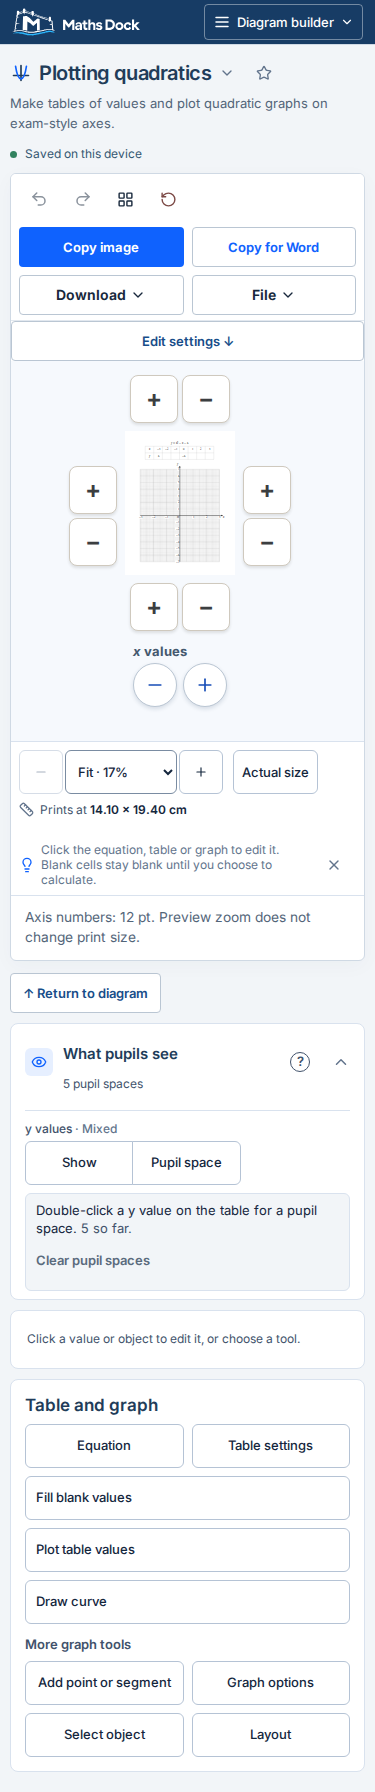 Maths Dock
Diagram builder
Plotting quadratics
Make tables of values and plot quadratic graphs on
exam-style axes.
Saved on this device
Copy image
Copy for Word
Download
File
Edit settings ↓
+ −
+
−
+
−
+ −
x values
− +
−
Fit · 17%
+
Actual size
Prints at 14.10 × 19.40 cm
Click the equation, table or graph to edit it.
Blank cells stay blank until you choose to
calculate.
Axis numbers: 12 pt. Preview zoom does not
change print size.
↑ Return to diagram
What pupils see
?
5 pupil spaces
y values · Mixed
Show
Pupil space
Double-click a y value on the table for a pupil
space. 5 so far.
Clear pupil spaces
Click a value or object to edit it, or choose a tool.
Table and graph
Equation
Table settings
Fill blank values
Plot table values
Draw curve
More graph tools
Add point or segment
Graph options
Select object
Layout